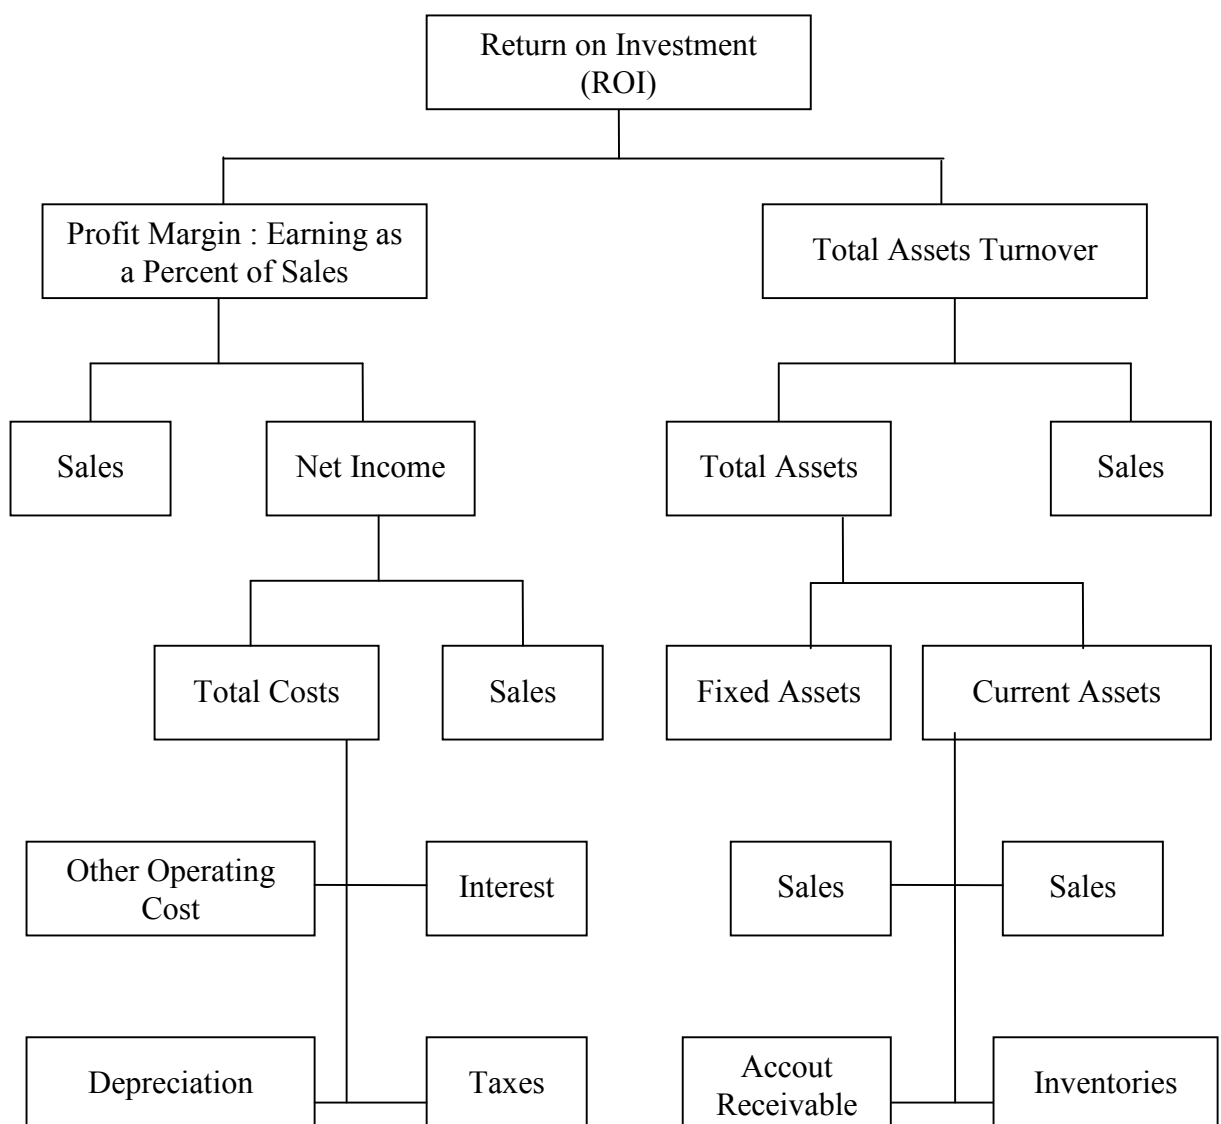 Return on Investment
(ROI)
Profit Margin : Earning as
a Percent of Sales
Total Assets Turnover
Sales
Net Income
Total Assets
Sales
Total Costs
Sales
Fixed Assets
Current Assets
Other Operating
Cost
Interest
Sales
Sales
Depreciation
Taxes
Accout
Receivable
Inventories